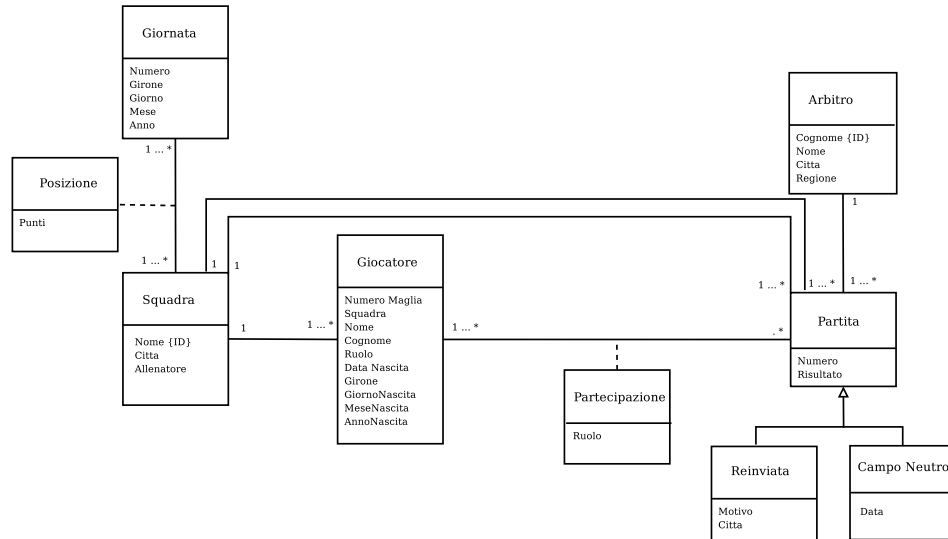 Giornata
Numero
Girone
Giorno
Mese
Anno
1 ... *
Posizione
Punti
1 ... *
1
1
Squadra
Nome {ID}
Citta
Allenatore
1
1 ... *
Giocatore
Numero Maglia
Squadra
Nome
Cognome
Ruolo
Data Nascita
Girone
GiornoNascita
MeseNascita
AnnoNascita
1 ... *
. *
Partecipazione
Ruolo
Arbitro
Cognome {ID}
Nome
Citta
Regione
1
1 ... *
1 ... *
1 ... *
Partita
Numero
Risultato
Reinviata
Motivo
Citta
Campo Neutro
Data